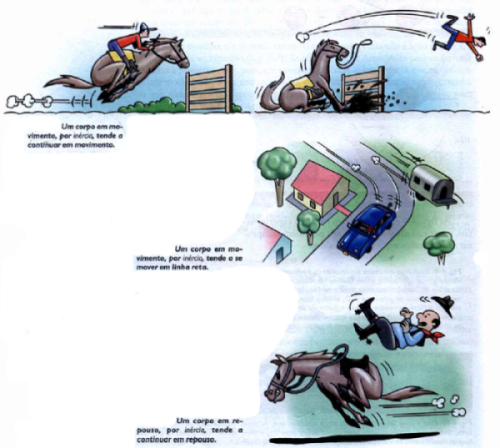 Um corpo em mo-
vimento, por inércia, tende a
continuar em movimento.
Um corpo em mo-
vimento, por inércia, tende a se
mover em linha reta.
Um corpo em re-
pouso, por inércia, tende a
continuar em repouso.